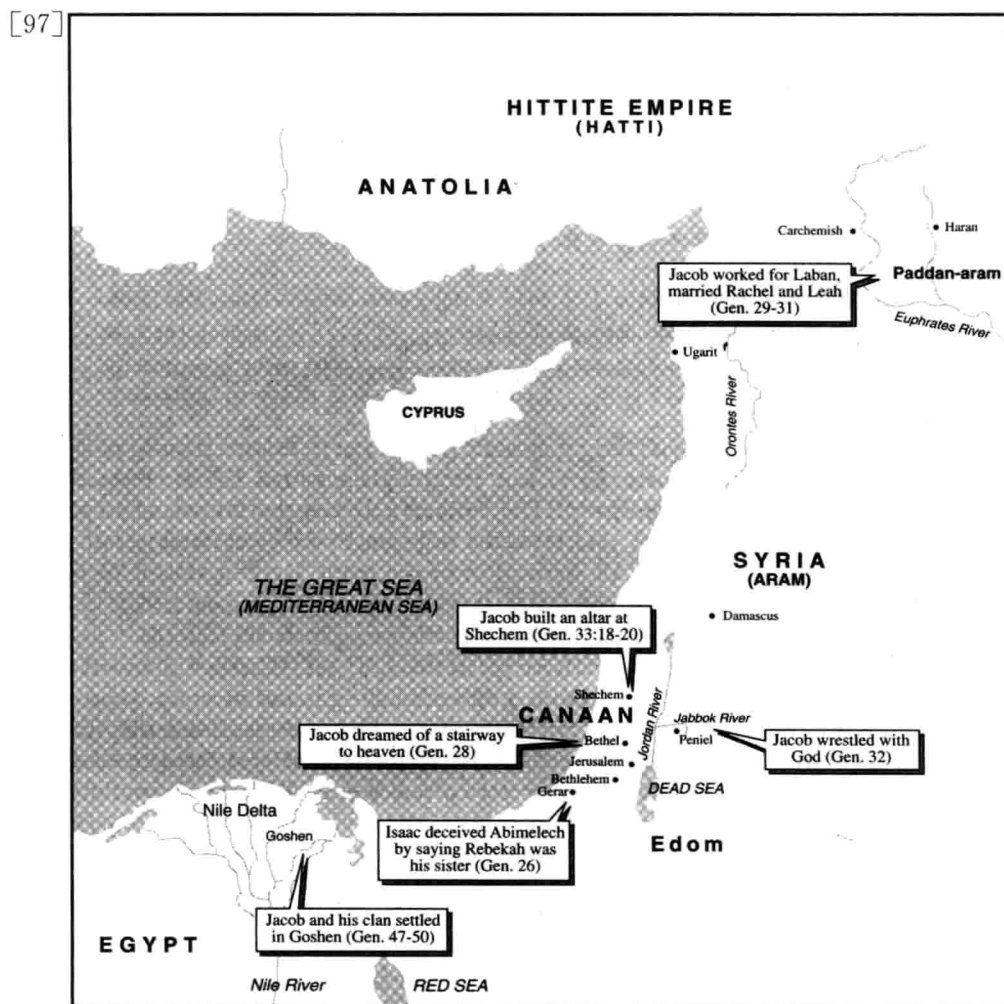 [97]
HITTITE EMPIRE
(HATTI)
ANATOLIA
Carchemish
Haran
Jacob worked for Laban,
married Rachel and Leah
(Gen. 29-31)
Paddan-aram
Euphrates River
Ugarit
Orontes River
CYPRUS
THE GREAT SEA
(MEDITERRANEAN SEA)
SYRIA
(ARAM)
Damascus
Jacob built an altar at
Shechem (Gen. 33:18-20)
Shechem
CANAAN
Jordan River
Jabbok River
Peniel
Jacob wrestled with
God (Gen. 32)
Jacob dreamed of a stairway
to heaven (Gen. 28)
Bethel
Jerusalem
Bethlehem
Gerar
DEAD SEA
Edom
Isaac deceived Abimelech
by saying Rebekah was
his sister (Gen. 26)
Nile Delta
Goshen
Jacob and his clan settled
in Goshen (Gen. 47-50)
EGYPT
Nile River
RED SEA